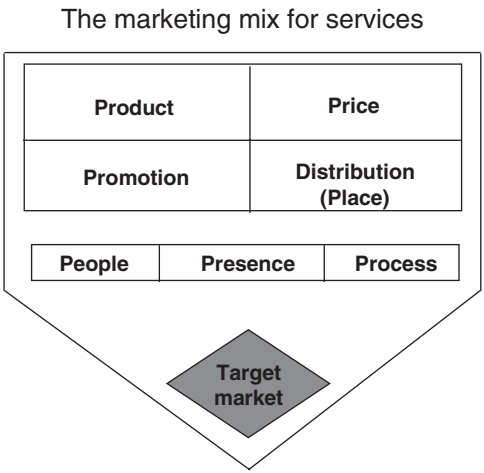 The marketing mix for services
Product
Price
Promotion
Distribution
(Place)
People
Presence
Process
Target
market